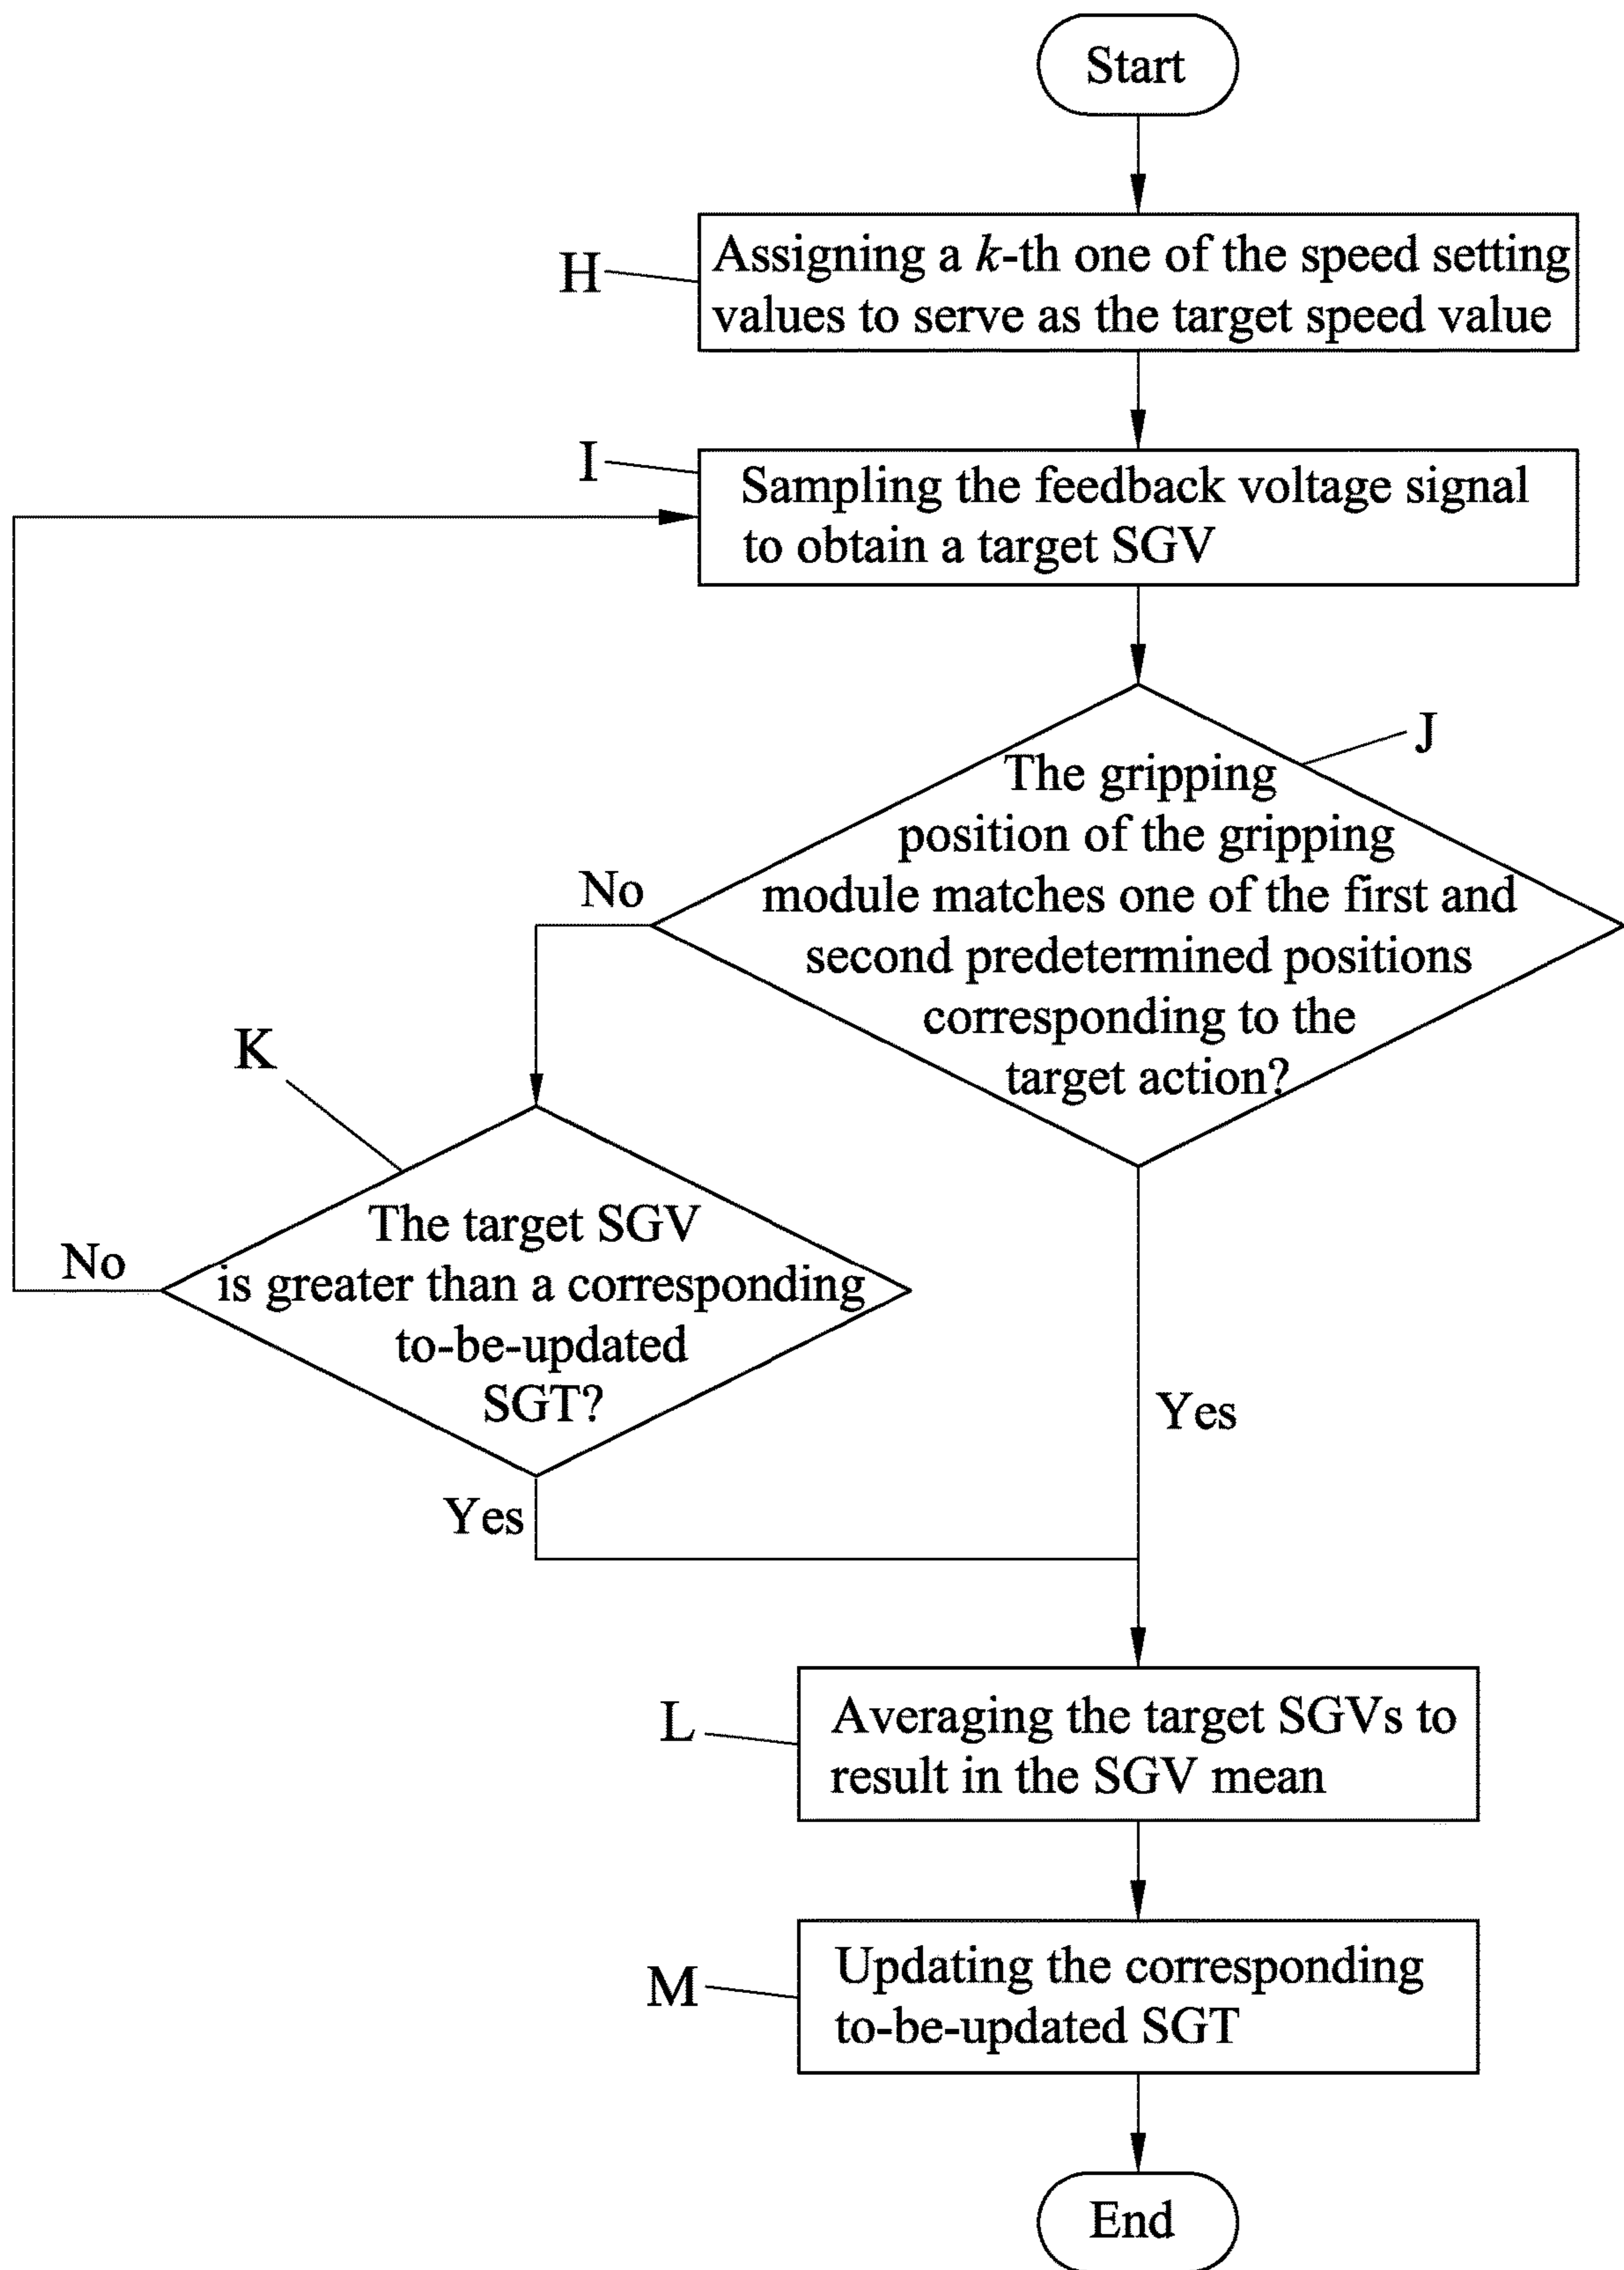 Start
H
Assigning a k-th one of the speed setting
values to serve as the target speed value
I
Sampling the feedback voltage signal
to obtain a target SGV
J
The gripping
position of the gripping
module matches one of the first and
second predetermined positions
corresponding to the
target action?
No
K
The target SGV
is greater than a corresponding
to-be-updated
SGT?
No
Yes
Yes
L
Averaging the target SGVs to
result in the SGV mean
M
Updating the corresponding
to-be-updated SGT
End